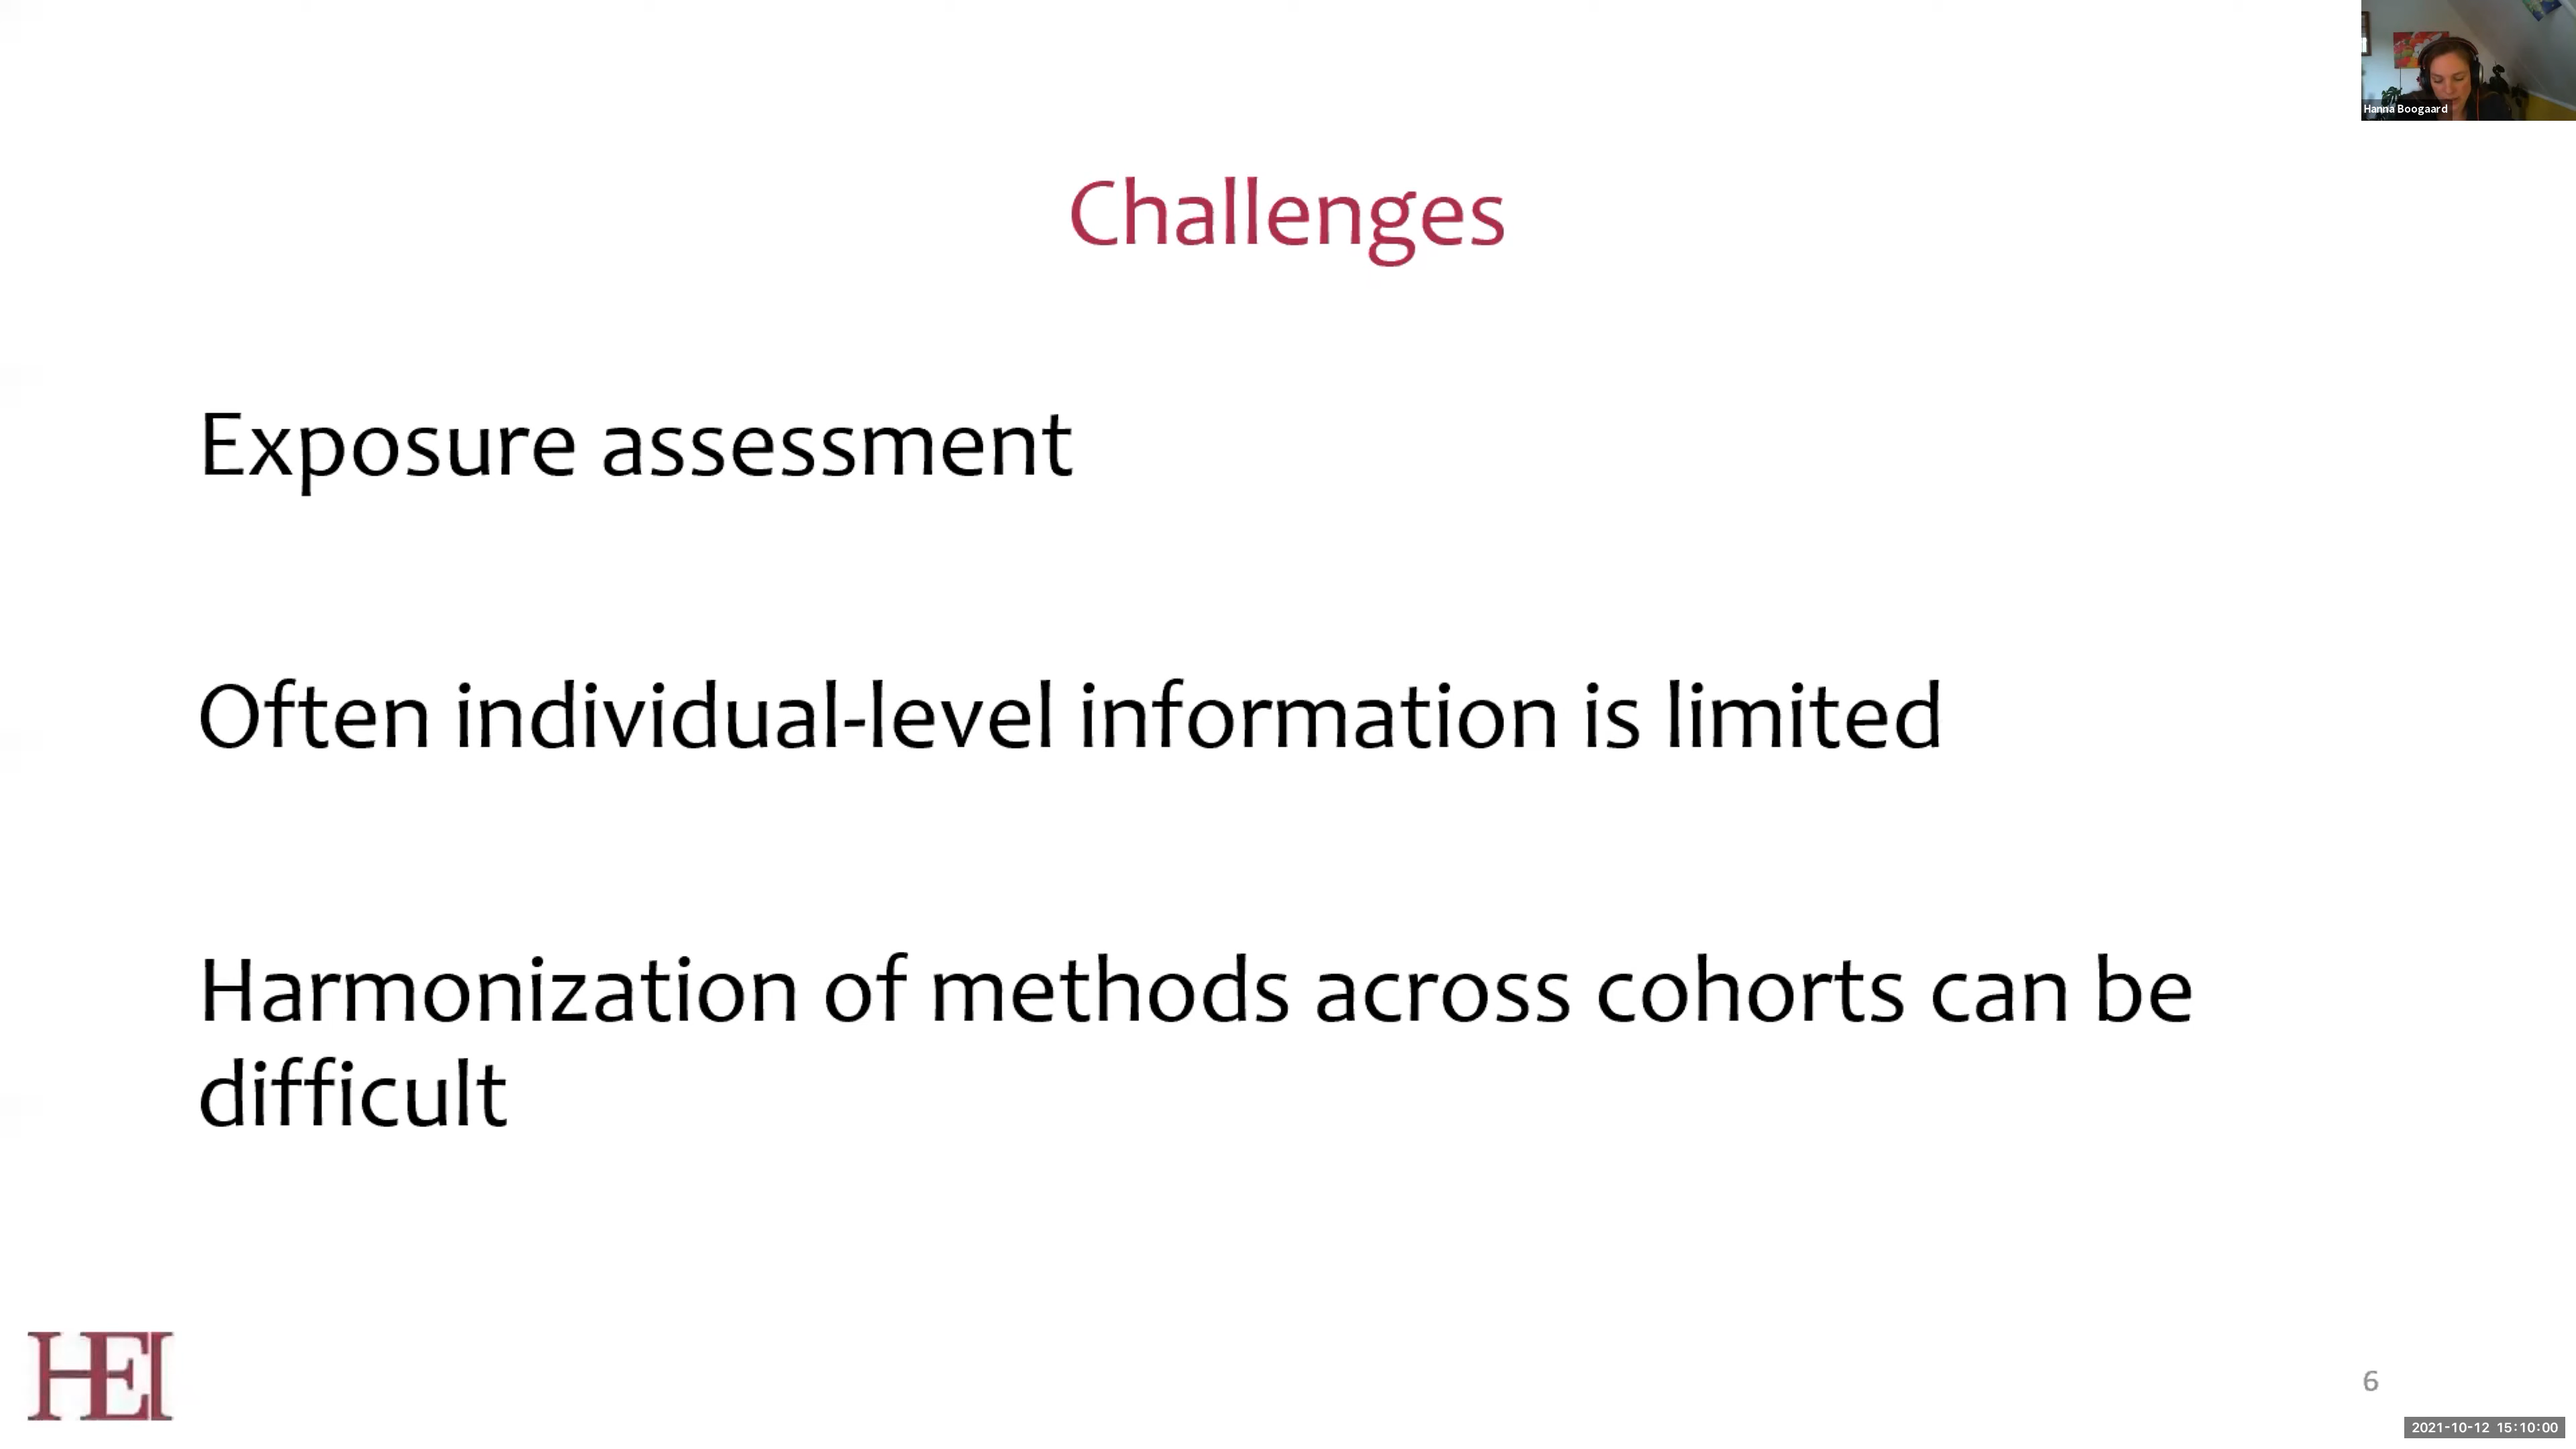 Hanna Boogaard
Challenges
Exposure assessment
Often individual-level information is limited
Harmonization of methods across cohorts can be
difficult
HEI
6
2021-10-12 15:10:00